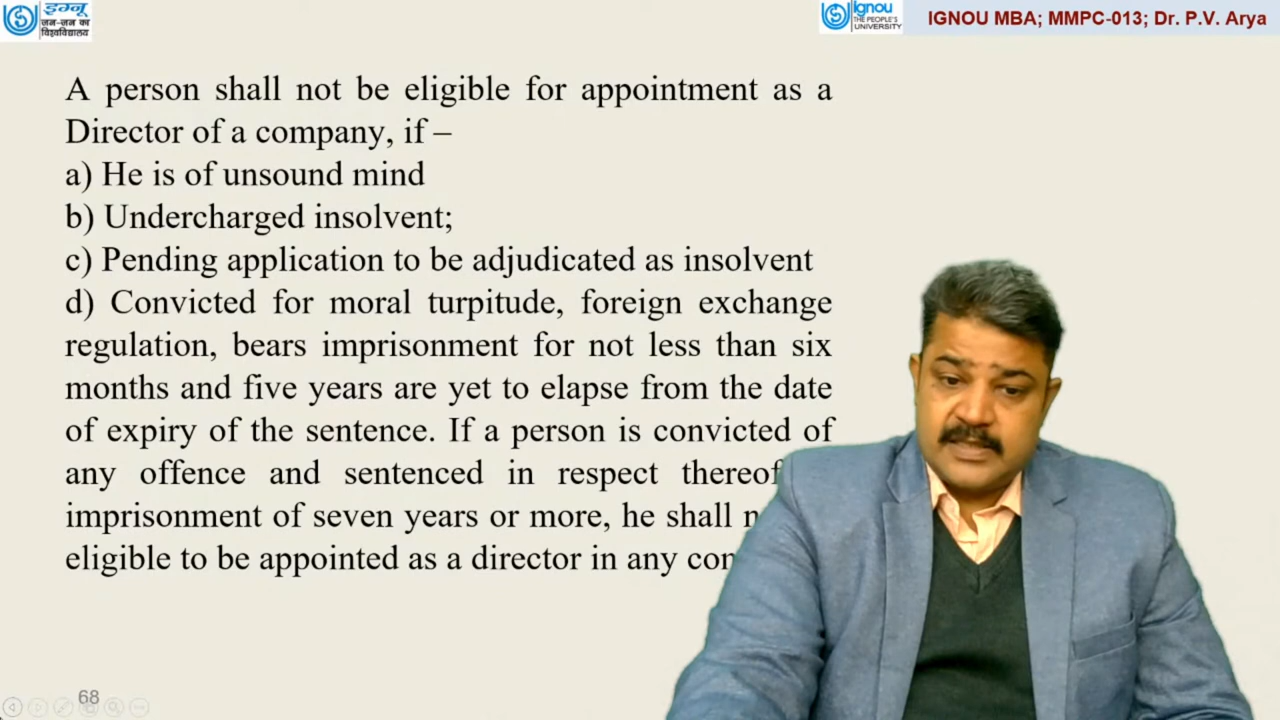 इग्नू
जन-जन का
विश्वविद्यालय
ignou
THE PEOPLE'S
UNIVERSITY
IGNOU MBA; MMPC-013; Dr. P.V. Arya
A person shall not be eligible for appointment as a
Director of a company, if –
a) He is of unsound mind
b) Undercharged insolvent;
c) Pending application to be adjudicated as insolvent
d) Convicted for moral turpitude, foreign exchange
regulation, bears imprisonment for not less than six
months and five years are yet to elapse from the date
of expiry of the sentence. If a person is convicted of
any offence and sentenced in respect thereof
imprisonment of seven years or more, he shall
eligible to be appointed as a director in any
68